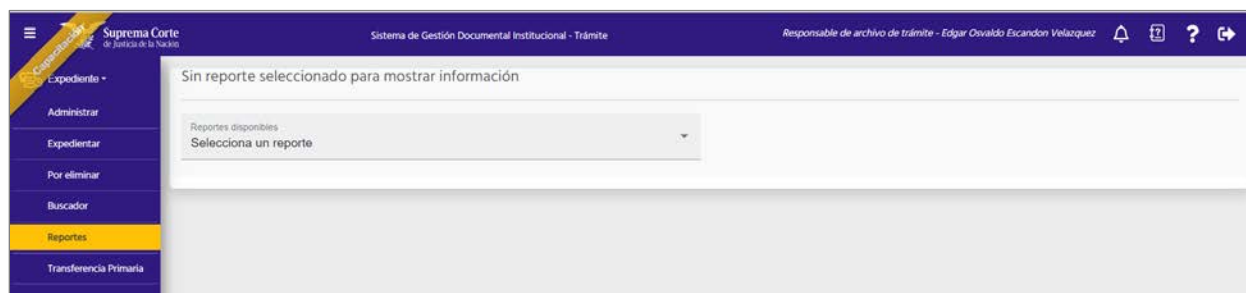 Suprema Corte
de Justicia de la Nación
Capacitación
Sistema de Gestión Documental Institucional - Trámite
Responsable de archivo de trámite - Edgar Osvaldo Escandon Velazquez
Expediente
Administrar
Expedientar
Por eliminar
Buscador
Reportes
Transferencia Primaria
Sin reporte seleccionado para mostrar información
Reportes disponibles
Selecciona un reporte